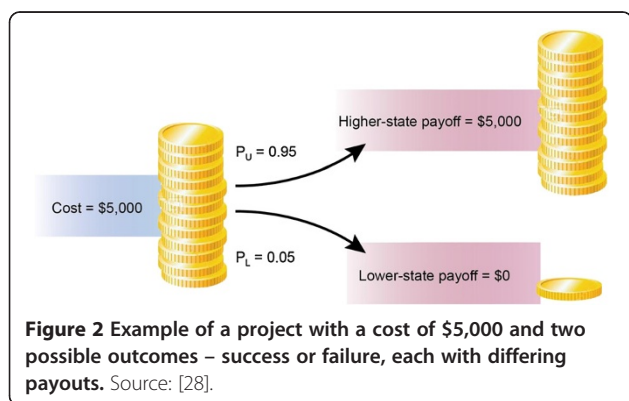 Higher-state payoff = $5,000
P_U = 0.95
Cost = $5,000
P_L = 0.05
Lower-state payoff = $0
Figure 2 Example of a project with a cost of $5,000 and two
possible outcomes – success or failure, each with differing
payouts. Source: [28].